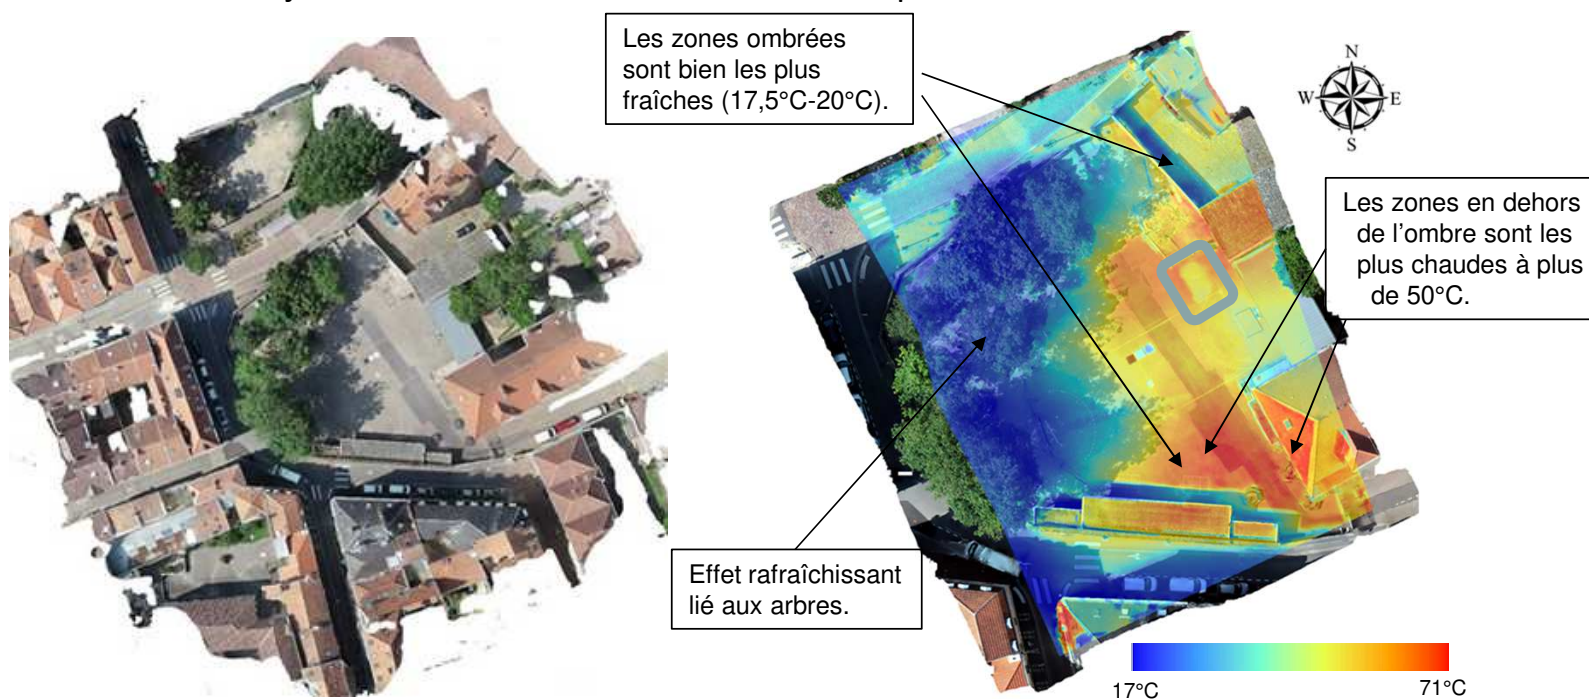 Les zones ombrées
sont bien les plus
fraîches (17,5°C-20°C).
N
W
E
S
Les zones en dehors
de l'ombre sont les
plus chaudes à plus
de 50°C.
Effet rafraîchissant
lié aux arbres.
17°C
71°C